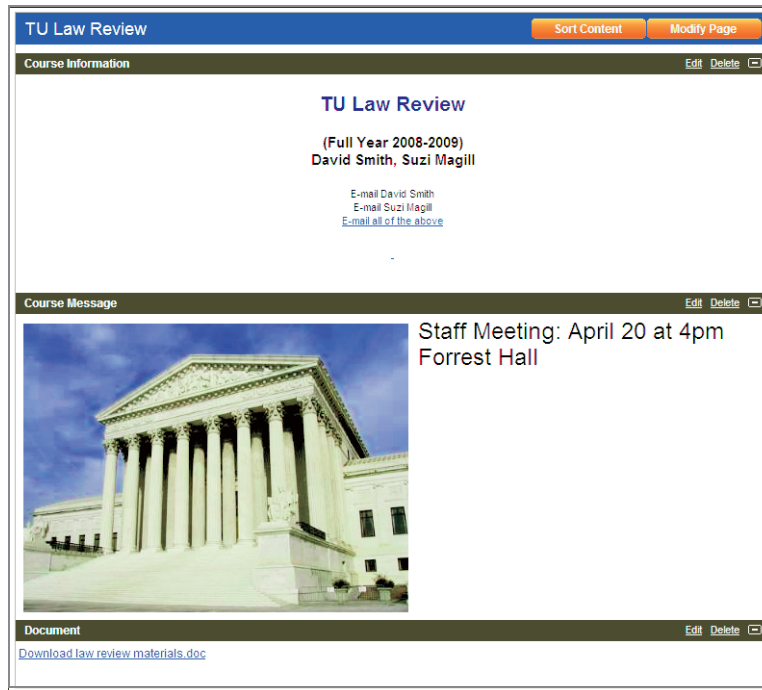 TU Law Review
Sort Content
Modify Page
Course Information
Edit Delete
TU Law Review
(Full Year 2008-2009)
David Smith, Suzi Magill
E-mail David Smith
E-mail Suzi Magill
E-mail all of the above
-
Course Message
Edit Delete
Staff Meeting: April 20 at 4pm
Forrest Hall
Document
Edit Delete
Download law review materials.doc